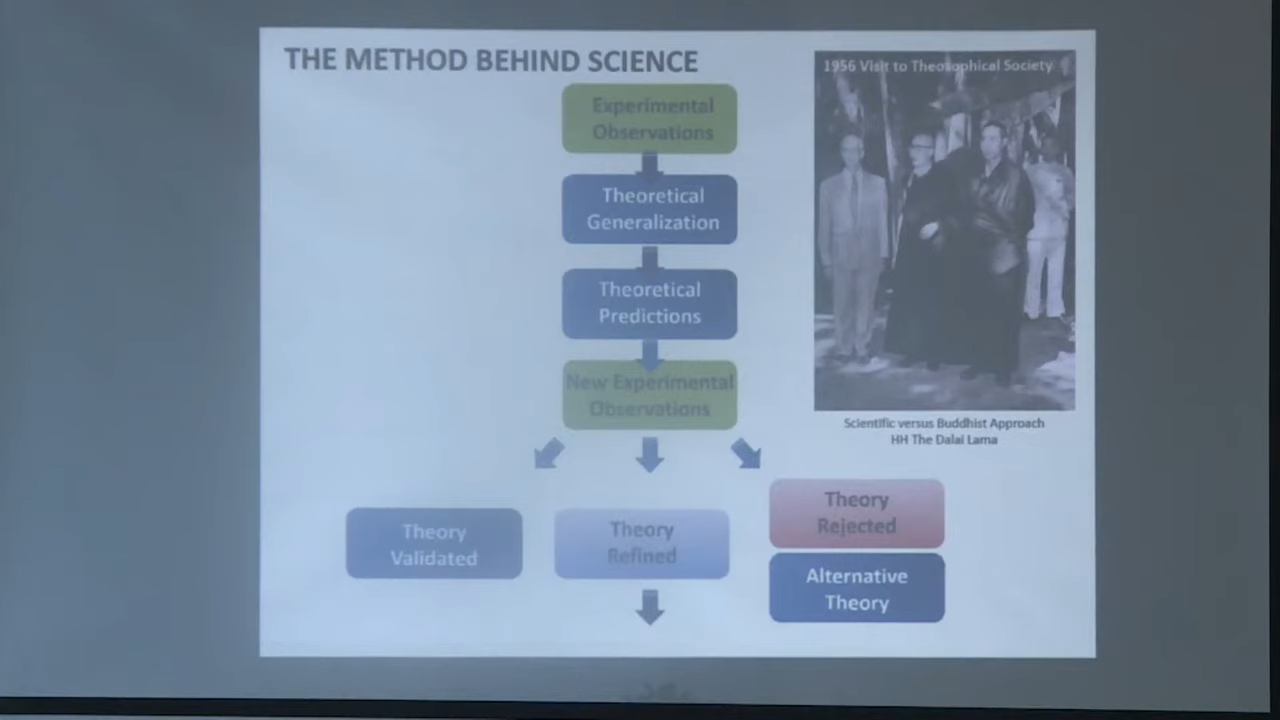 THE METHOD BEHIND SCIENCE
1956 Visit to Theosophical Society
Experimental
Observations
Theoretical
Generalization
Theoretical
Predictions
New Experimental
Observations
Scientific versus Buddhist Approach
HH The Dalai Lama
Theory
Validated
Theory
Refined
Theory
Rejected
Alternative
Theory